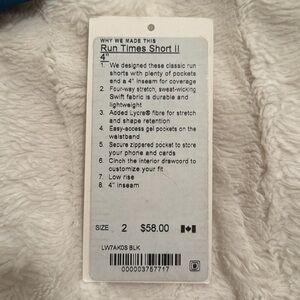 WHY WE MADE THIS
Run Times Short II
4"
1. We designed these classic run
shorts with plenty of pockets
and a 4" inseam for coverage
2. Four-way stretch, sweat-wicking
Swift fabric is durable and
lightweight
3. Added Lycra® fibre for stretch
and shape retention
4. Easy-access gel pockets on the
waistband
5. Secure zippered pocket to store
your phone and cards
6. Cinch the interior drawcord to
customize your fit
7. Low rise
8. 4" inseam
SIZE 2 $58.00
LW7AK0S BLK
000003757717